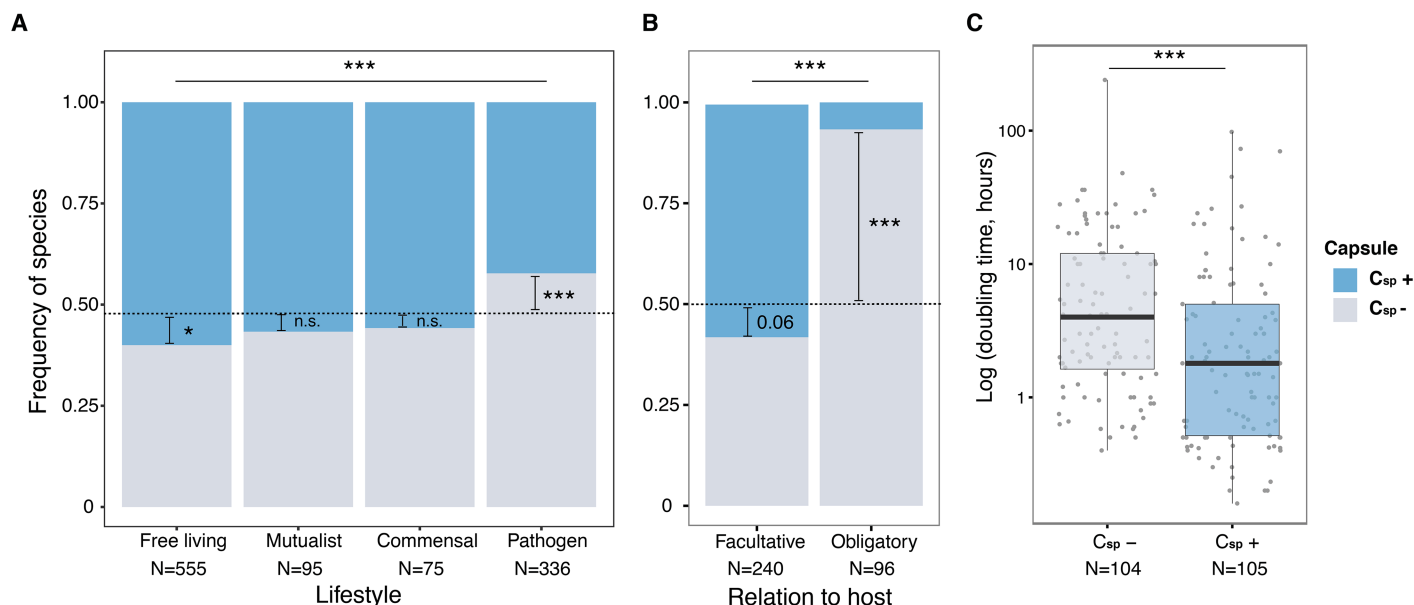 A
***
1.00
0.75
0.50
0.25
0
Frequency of species
*
n.s.
n.s.
***
Free living
Mutualist
Commensal
Pathogen
N=555
N=95
N=75
N=336
Lifestyle
B
***
1.00
0.75
0.50
0.25
0
0.06
***
Facultative
Obligatory
N=240
N=96
Relation to host
C
***
100
10
1
Log (doubling time, hours)
Csp –
Csp +
N=104
N=105
Capsule
Csp +
Csp -